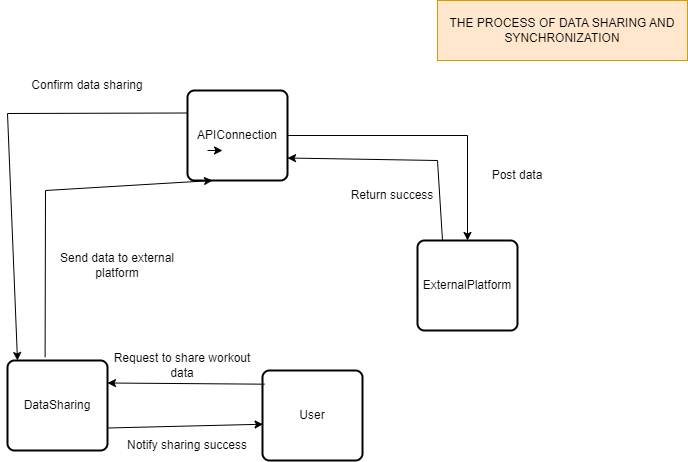 THE PROCESS OF DATA SHARING AND
SYNCHRONIZATION
Confirm data sharing
APIConnection
Post data
Return success
Send data to external
platform
ExternalPlatform
Request to share workout
data
DataSharing
User
Notify sharing success